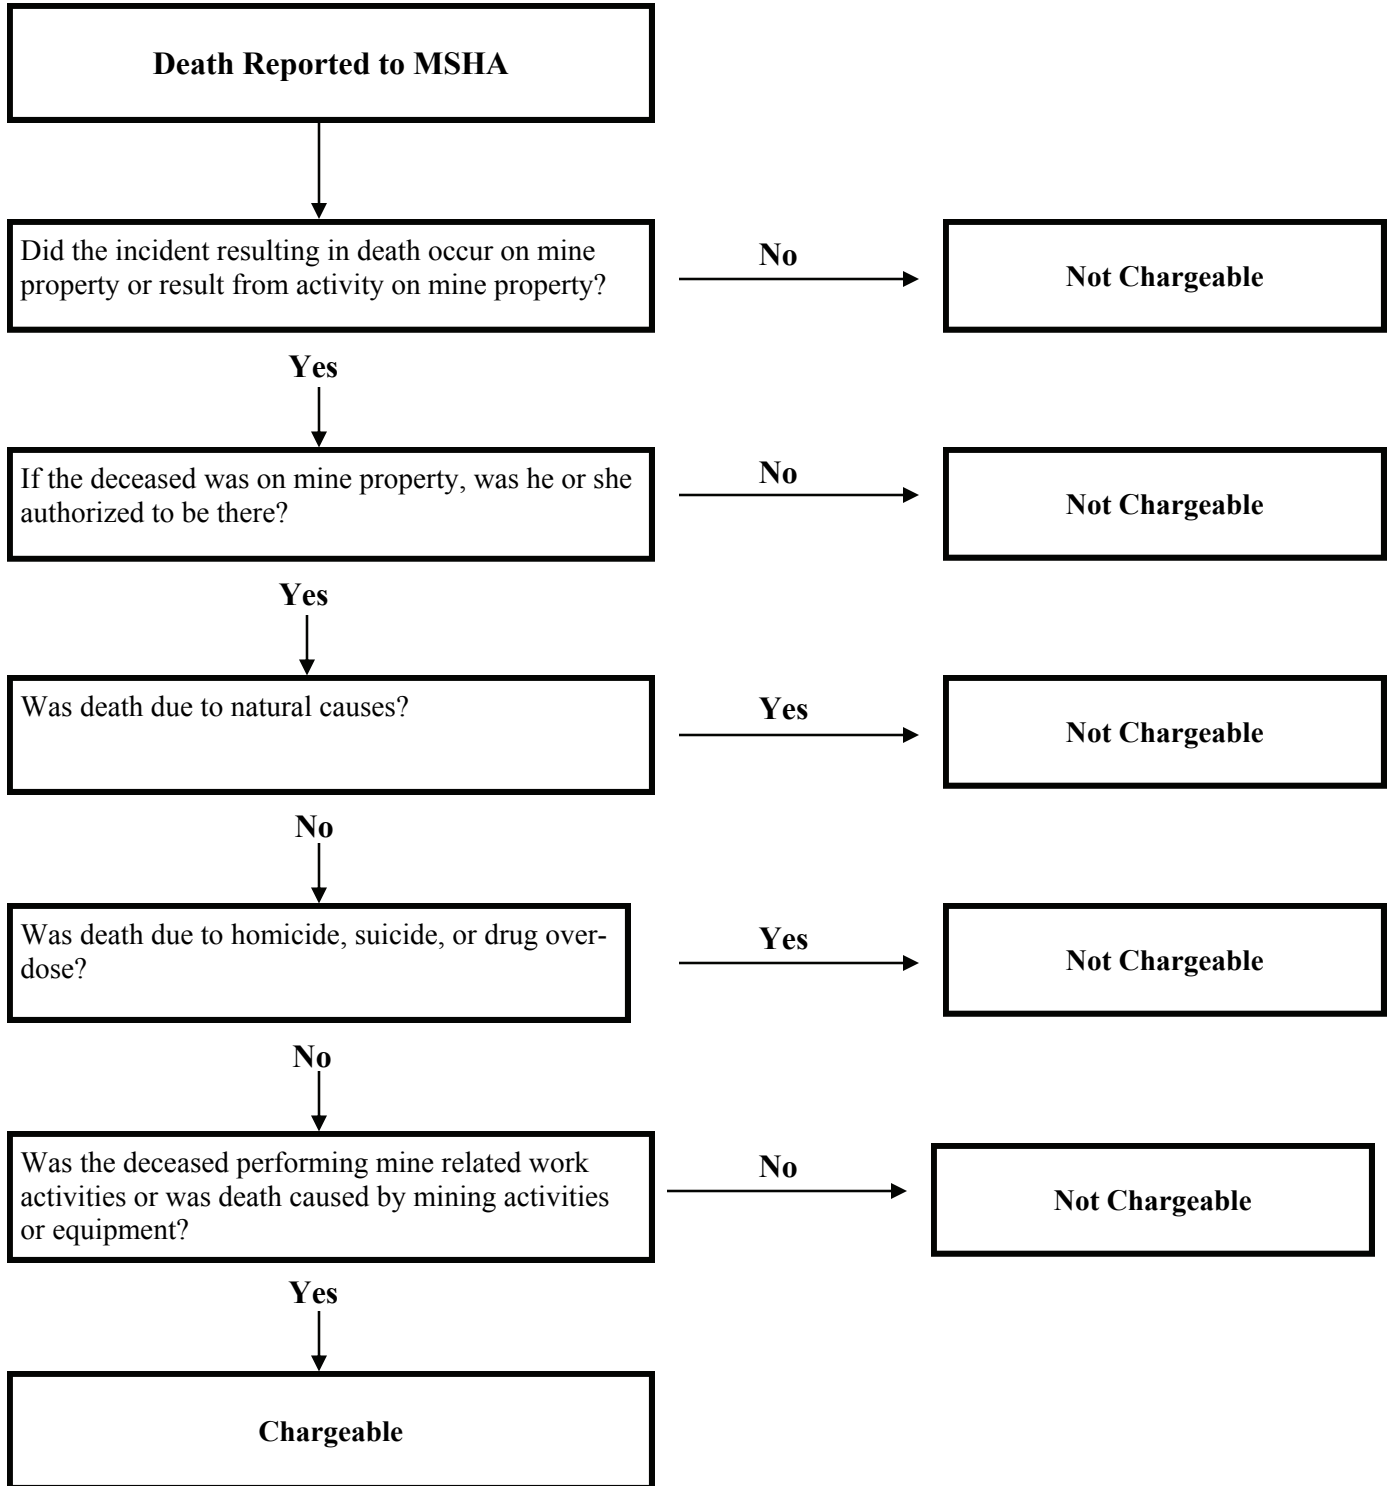 Death Reported to MSHA
Did the incident resulting in death occur on mine
property or result from activity on mine property?
No
Not Chargeable
Yes
If the deceased was on mine property, was he or she
authorized to be there?
No
Not Chargeable
Yes
Was death due to natural causes?
Yes
Not Chargeable
No
Was death due to homicide, suicide, or drug over-
dose?
Yes
Not Chargeable
No
Was the deceased performing mine related work
activities or was death caused by mining activities
or equipment?
No
Not Chargeable
Yes
Chargeable